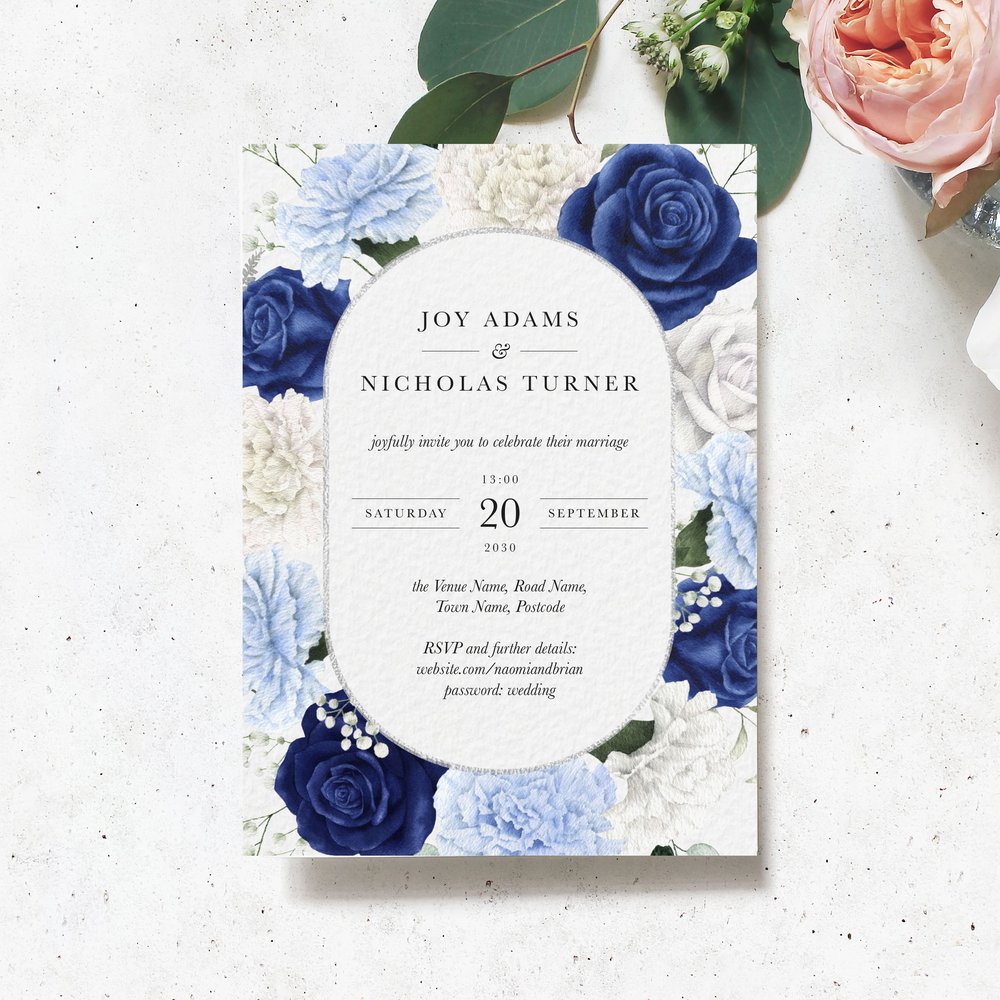 JOY ADAMS
&
NICHOLAS TURNER
joyfully invite you to celebrate their marriage
13:00
SATURDAY 20 SEPTEMBER
2030
the Venue Name, Road Name,
Town Name, Postcode
RSVP and further details:
website.com/naomiandbrian
password: wedding